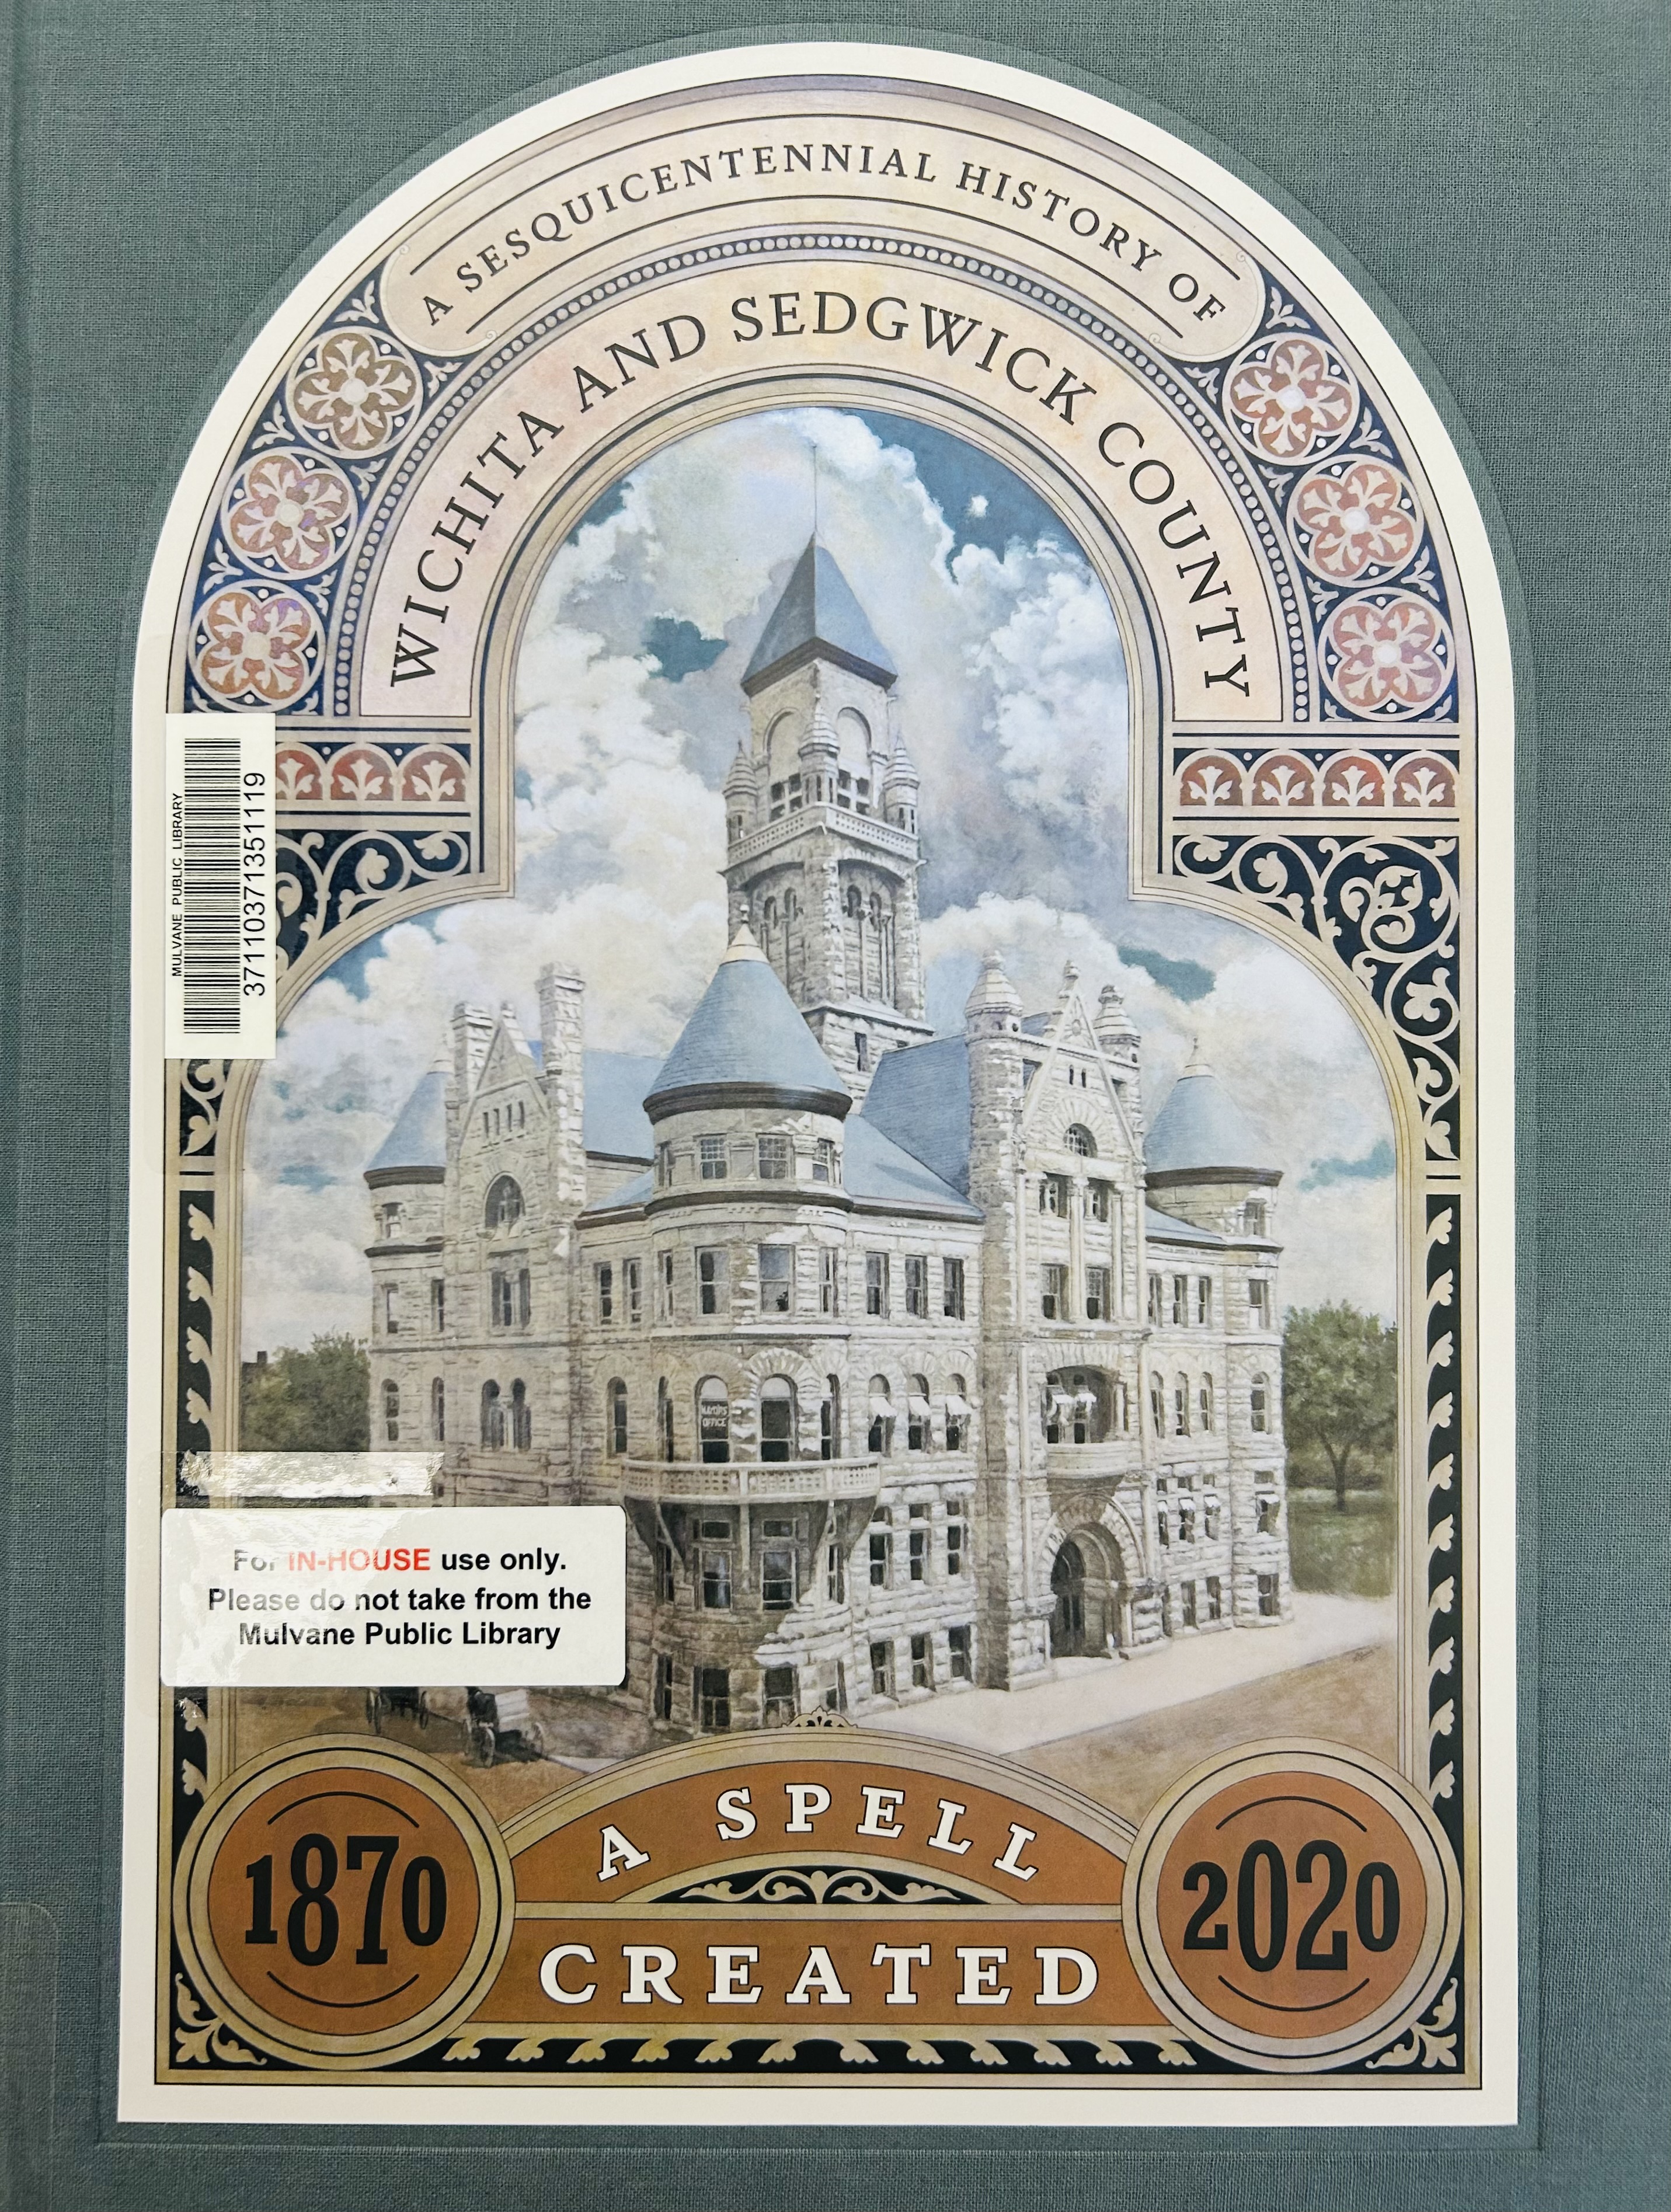 A SESQUICENTENNIAL HISTORY OF
WICHITA AND SEDGWICK COUNTY
MULVANE PUBLIC LIBRARY
37110371351119
MAYOR'S
OFFICE
For IN-HOUSE use only.
Please do not take from the
Mulvane Public Library
1870
A SPELL
CREATED
2020